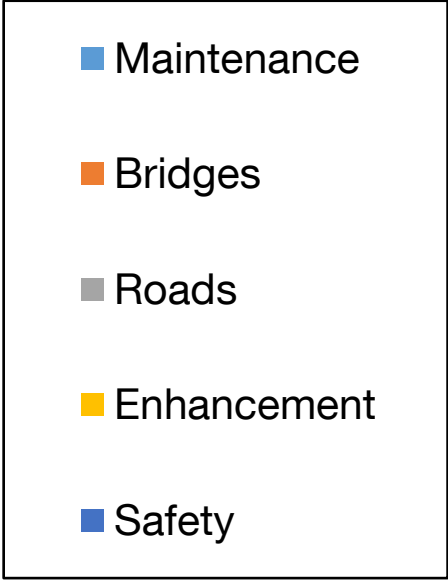 Maintenance
Bridges
Roads
Enhancement
Safety